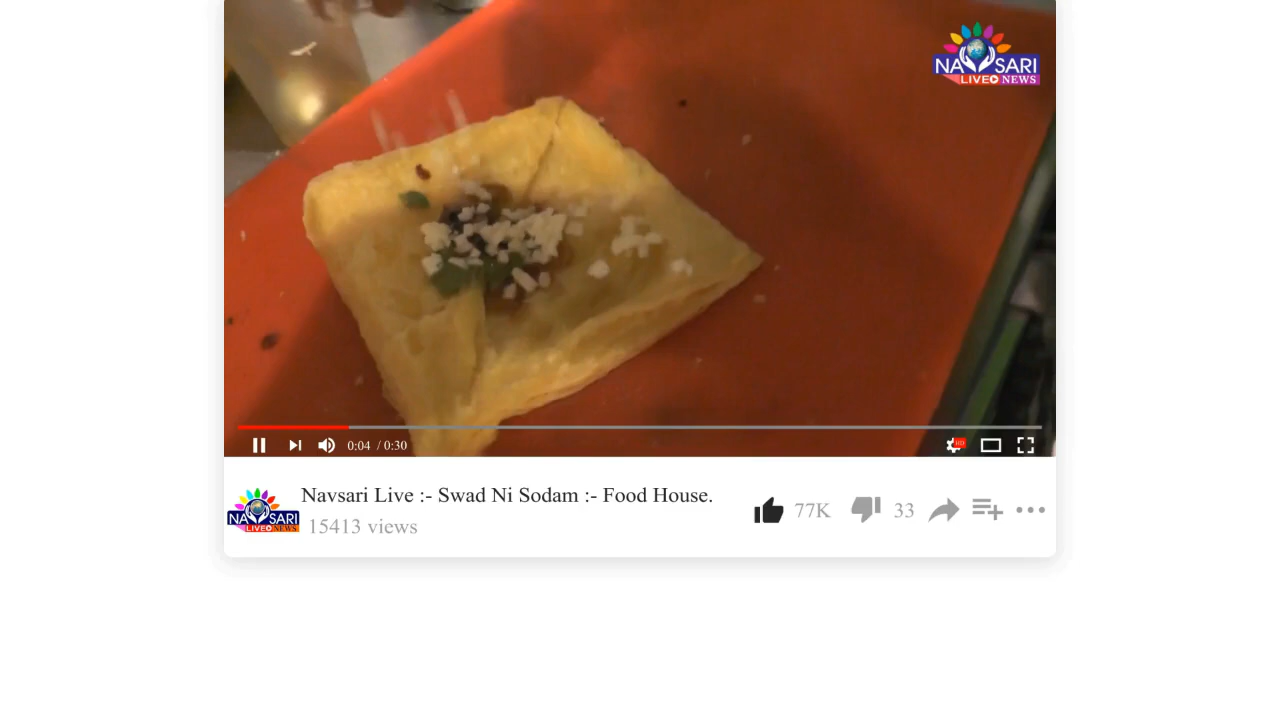 NAVSARI
LIVE NEWS
HD
0:04 / 0:30
NAVSARI
LIVE NEWS
Navsari Live :- Swad Ni Sodam :- Food House.
15413 views
77K
33